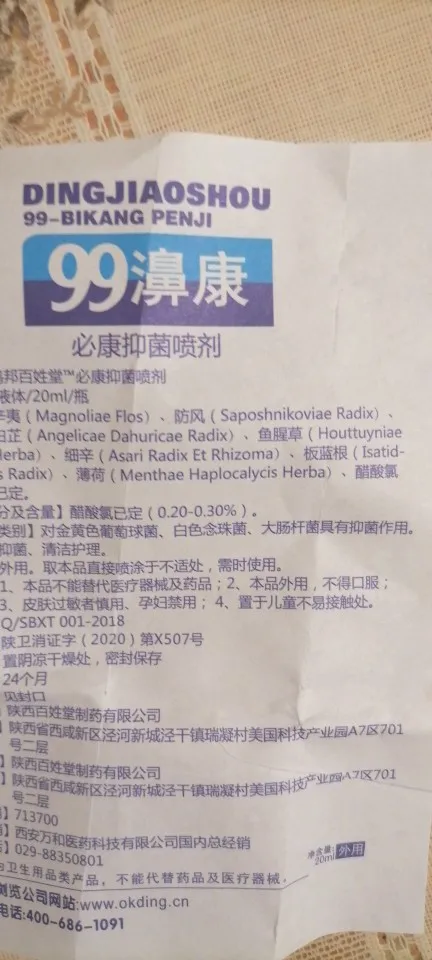 DINGJIAOSHOU
99-BIKANG PENJI
99濞康
必康抑菌喷剂
邦百姓堂™必康抑菌喷剂
液体/20ml/瓶
夷（Magnoliae Flos）、防风（Saposhnikoviae Radix）、
白芷（Angelicae Dahuricae Radix）、鱼腥草（Houttuyniae
Herba）、细辛（Asari Radix Et Rhizoma）、板蓝根（Isatid-
s Radix）、薄荷（Menthae Haplocalycis Herba）、醋酸氯
已定。
分及含量】醋酸氯已定（0.20-0.30%）。
类别】对金黄色葡萄球菌、白色念珠菌、大肠杆菌具有抑菌作用。
抑菌、清洁护理。
外用。取本品直接喷涂于不适处，需时使用。
1、本品不能替代医疗器械及药品；2、本品外用，不得口服；
3、皮肤过敏者慎用、孕妇禁用；4、置于儿童不易接触处。
Q/SBXT 001-2018
陕卫消证字（2020）第X507号
置阴凉干燥处，密封保存
24个月
见封口
】陕西百姓堂制药有限公司
】陕西省西咸新区泾河新城泾干镇瑞凝村美国科技产业园A7区701
号二层
】陕西百姓堂制药有限公司
】陕西省西咸新区泾河新城泾干镇瑞凝村美国科技产业园A7区701
号二层
】713700
】西安万和医药科技有限公司国内总经销
】029-88350801
卫生用品类产品，不能代替药品及医疗器械。
净含量:
20ml 外用
浏览公司网站:www.okding.cn
电话:400-686-1091